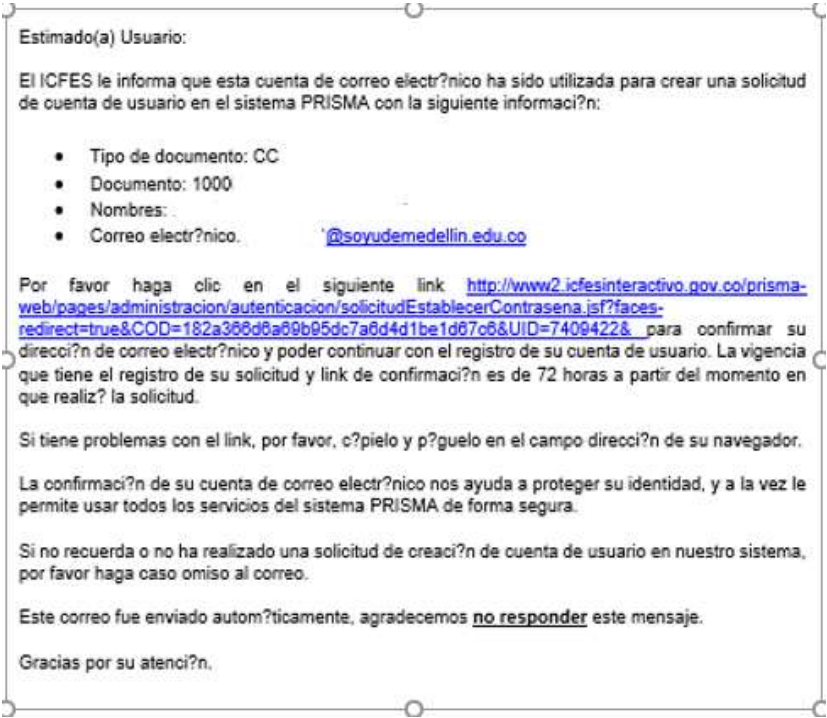 Estimado(a) Usuario:
El ICFES le informa que esta cuenta de correo electr?nico ha sido utilizada para crear una solicitud
de cuenta de usuario en el sistema PRISMA con la siguiente informaci?n:
• Tipo de documento: CC
• Documento: 1000
• Nombres:
• Correo electr?nico. @soyudemedellin.edu.co
Por favor haga clic en el siguiente link http://www2.icfesinteractivo.gov.co/prisma-
web/pages/administracion/autenticacion/solicitudEstablecerContrasena.jsf?faces-
redirect=true&COD=182a366d6a69b95dc7a6d4d1be1d67c6&UID=7409422& para confirmar su
direcci?n de correo electr?nico y poder continuar con el registro de su cuenta de usuario. La vigencia
que tiene el registro de su solicitud y link de confirmaci?n es de 72 horas a partir del momento en
que realiz? la solicitud.
Si tiene problemas con el link, por favor, c?pielo y p?guelo en el campo direcci?n de su navegador.
La confirmaci?n de su cuenta de correo electr?nico nos ayuda a proteger su identidad, y a la vez le
permite usar todos los servicios del sistema PRISMA de forma segura.
Si no recuerda o no ha realizado una solicitud de creaci?n de cuenta de usuario en nuestro sistema,
por favor haga caso omiso al correo.
Este correo fue enviado autom?ticamente, agradecemos no responder este mensaje.
Gracias por su atenci?n.